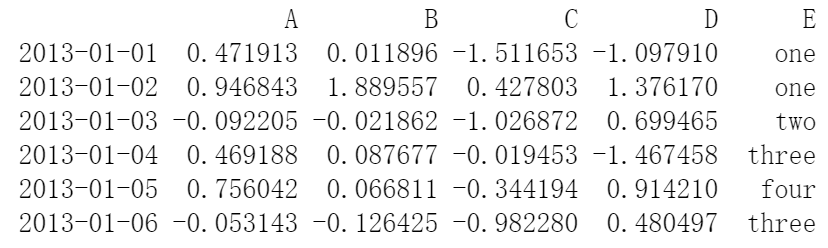 A B C D E
2013-01-01 0.471913 0.011896 -1.511653 -1.097910 one
2013-01-02 0.946843 1.889557 0.427803 1.376170 one
2013-01-03 -0.092205 -0.021862 -1.026872 0.699465 two
2013-01-04 0.469188 0.087677 -0.019453 -1.467458 three
2013-01-05 0.756042 0.066811 -0.344194 0.914210 four
2013-01-06 -0.053143 -0.126425 -0.982280 0.480497 three